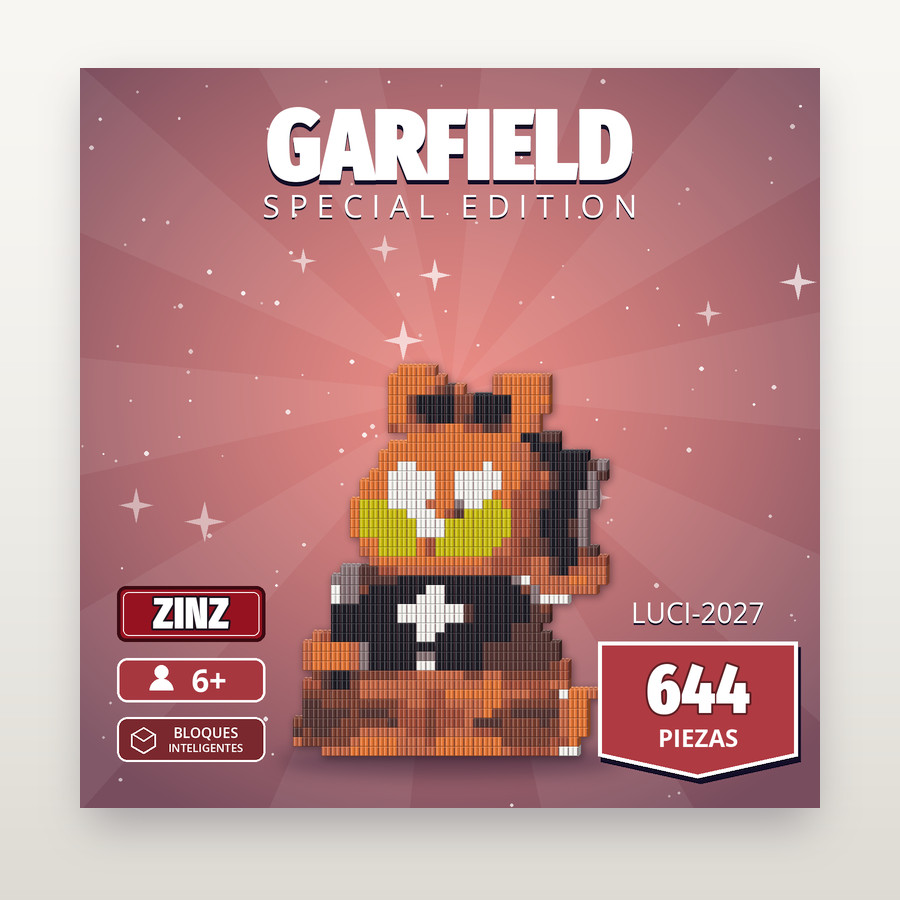 GARFIELD
SPECIAL EDITION
ZINZ
6+
BLOQUES
INTELIGENTES
LUCI-2027
644
PIEZAS